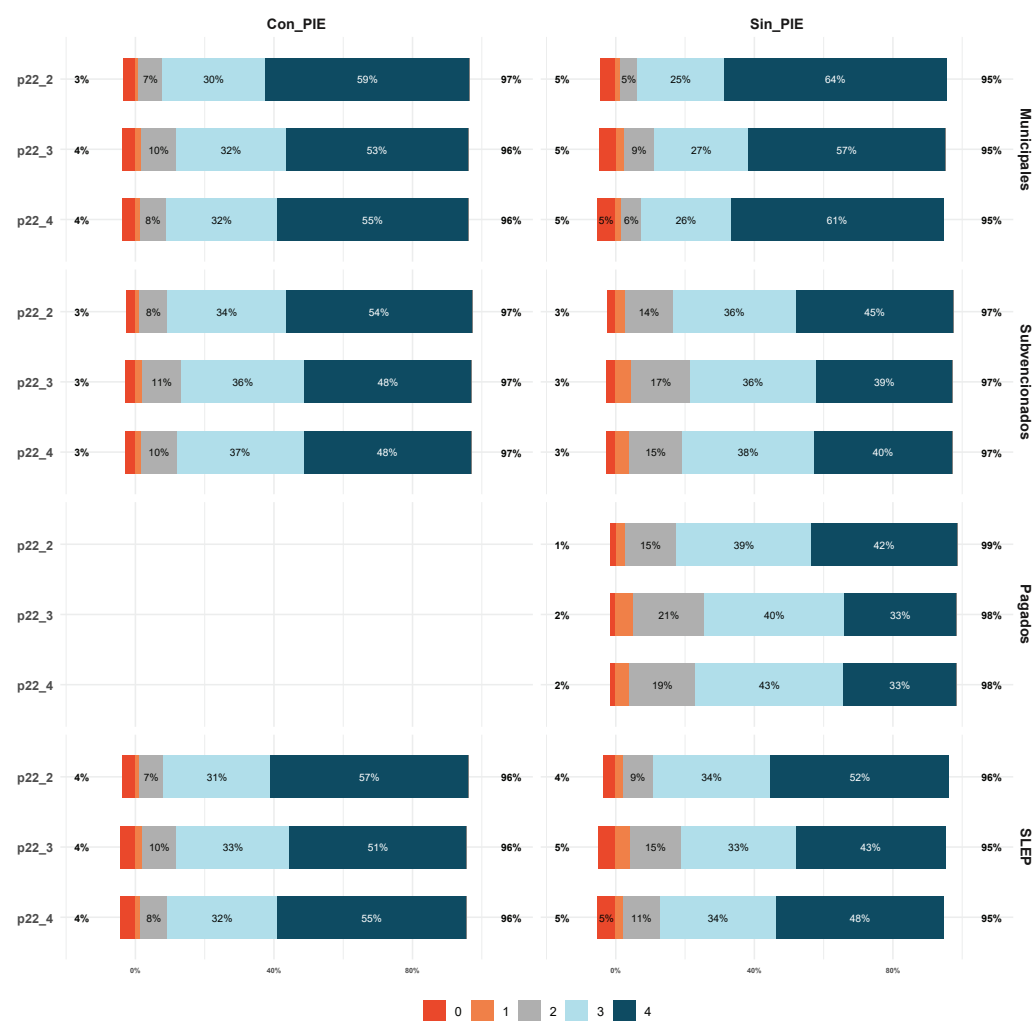 Con_PIE Sin_PIE
Municipales
p22_2 3% 7% 30% 59% 97% 5% 5% 25% 64% 95%
p22_3 4% 10% 32% 53% 96% 5% 9% 27% 57% 95%
p22_4 4% 8% 32% 55% 96% 5% 5% 6% 26% 61% 95%
Subvencionados
p22_2 3% 8% 34% 54% 97% 3% 14% 36% 45% 97%
p22_3 3% 11% 36% 48% 97% 3% 17% 36% 39% 97%
p22_4 3% 10% 37% 48% 97% 3% 15% 38% 40% 97%
Pagados
p22_2 1% 15% 39% 42% 99%
p22_3 2% 21% 40% 33% 98%
p22_4 2% 19% 43% 33% 98%
SLEP
p22_2 4% 7% 31% 57% 96% 4% 9% 34% 52% 96%
p22_3 4% 10% 33% 51% 96% 5% 15% 33% 43% 95%
p22_4 4% 8% 32% 55% 96% 5% 5% 11% 34% 48% 95%
0% 40% 80% 0% 40% 80%
0 1 2 3 4